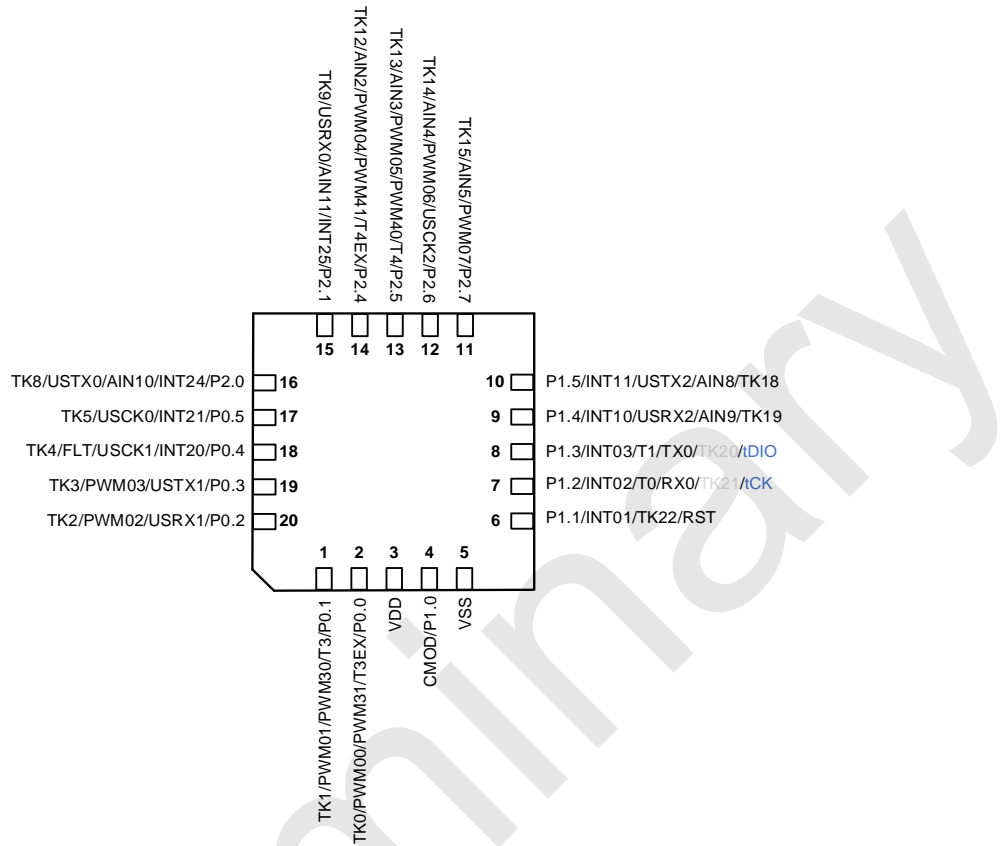 TK9/USRX0/AIN11/INT25/P2.1
TK12/AIN2/PWM04/PWM41/T4EX/P2.4
TK13/AIN3/PWM05/PWM40/T4/P2.5
TK14/AIN4/PWM06/USCK2/P2.6
TK15/AIN5/PWM07/P2.7
15 14 13 12 11
TK8/USTX0/AIN10/INT24/P2.0 16
10 P1.5/INT11/USTX2/AIN8/TK18
TK5/USCK0/INT21/P0.5 17
9 P1.4/INT10/USRX2/AIN9/TK19
TK4/FLT/USCK1/INT20/P0.4 18
8 P1.3/INT03/T1/TX0/TK20/tDIO
TK3/PWM03/USTX1/P0.3 19
7 P1.2/INT02/T0/RX0/TK21/tCK
TK2/PWM02/USRX1/P0.2 20
6 P1.1/INT01/TK22/RST
1 2 3 4 5
TK1/PWM01/PWM30/T3/P0.1
TK0/PWM00/PWM31/T3EX/P0.0
VDD
CMOD/P1.0
VSS
minary